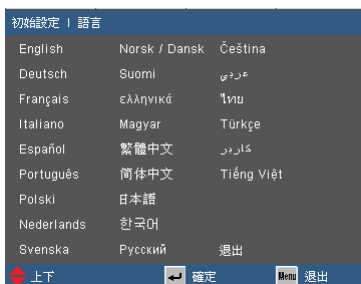 初始設定 | 語言
English Norsk / Dansk Čeština
Deutsch Suomi عربي
Français ελληνικά ไทย
Italiano Magyar Türkçe
Español 繁體中文
Português 简体中文 Tiếng Việt
Polski 日本語
Nederlands 한국어
Svenska Русский 退出
上下 確定 Menu 退出